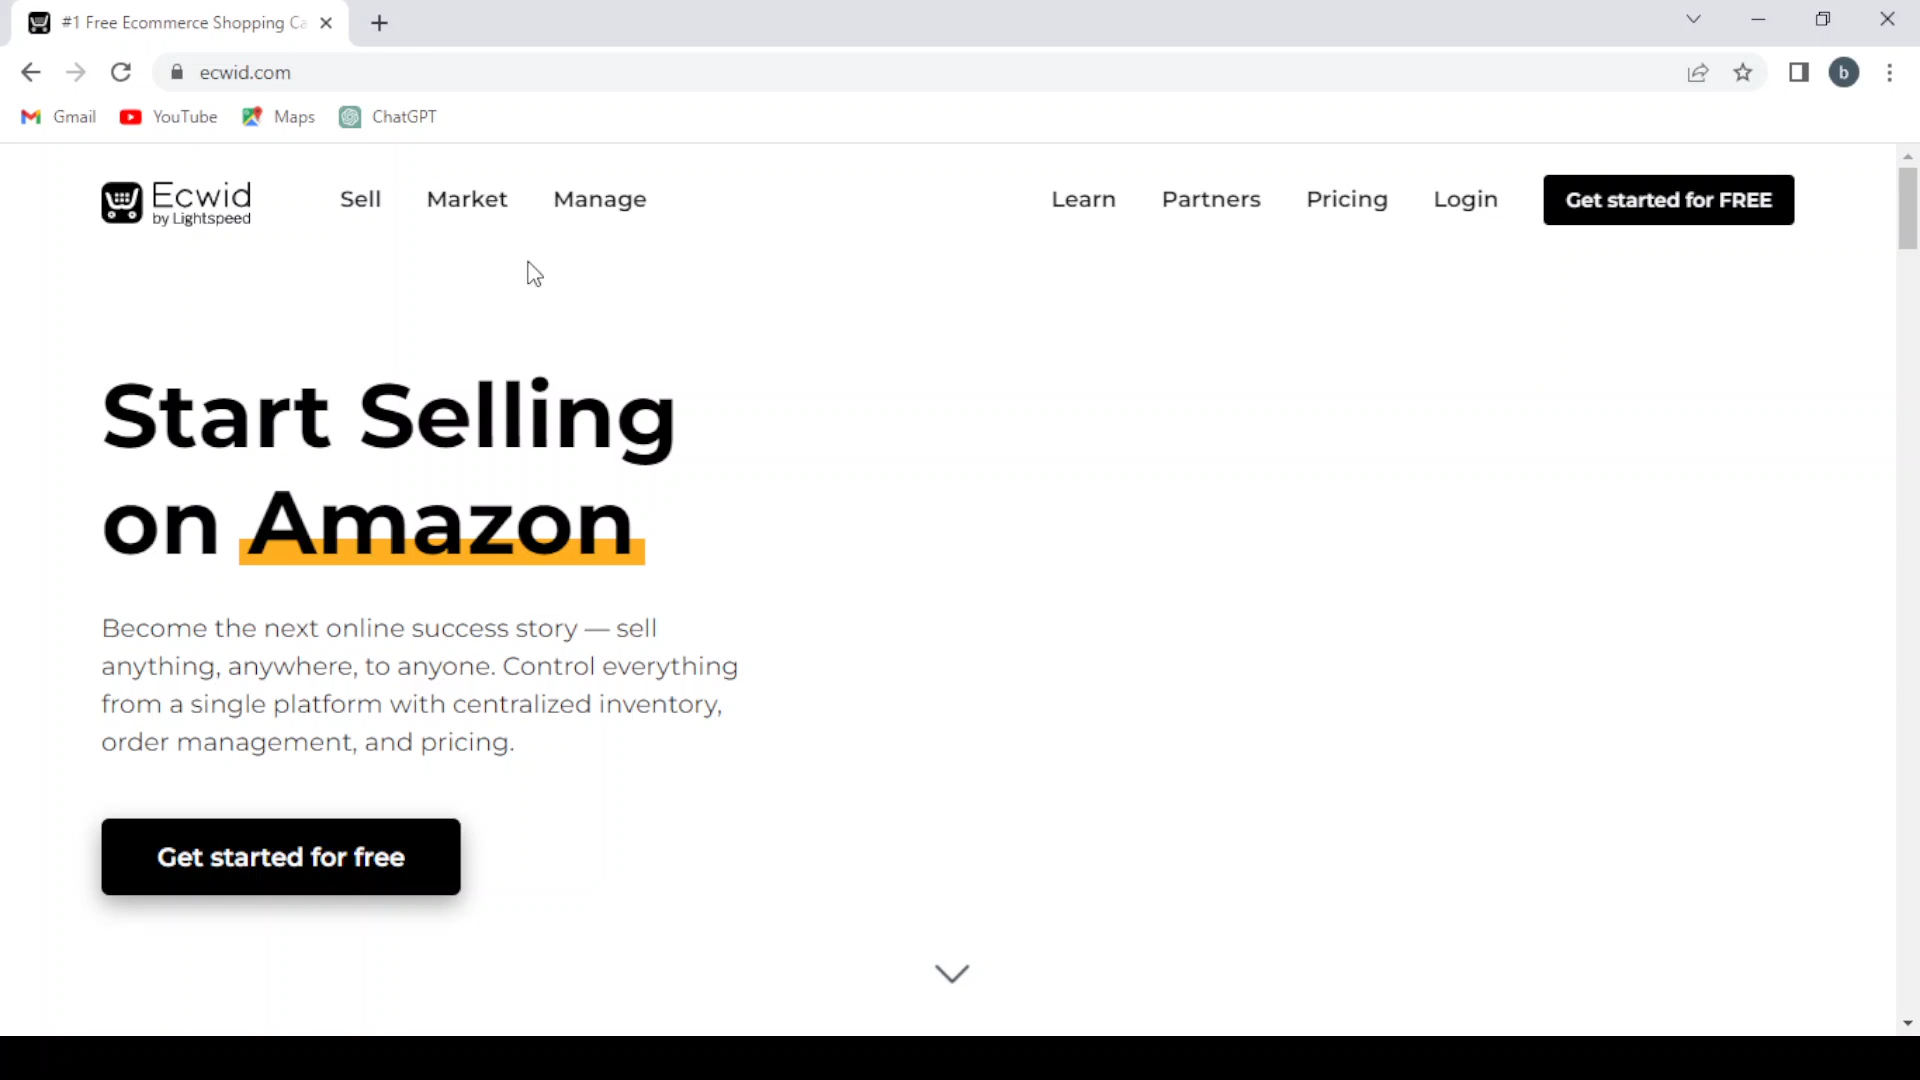 #1 Free Ecommerce Shopping Ca
ecwid.com
b
Gmail YouTube Maps ChatGPT
Ecwid
by Lightspeed
Sell Market Manage Learn Partners Pricing Login Get started for FREE
Start Selling
on Amazon
Become the next online success story — sell
anything, anywhere, to anyone. Control everything
from a single platform with centralized inventory,
order management, and pricing.
Get started for free